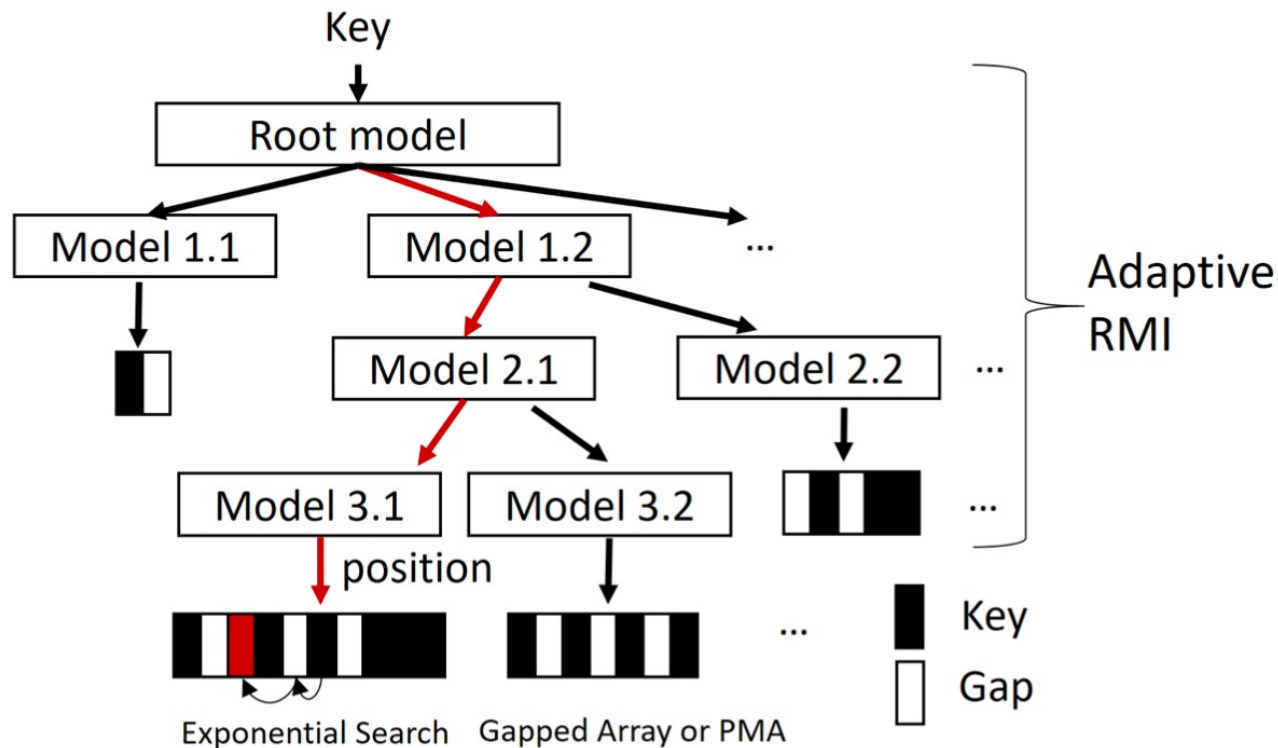 Key
Root model
Model 1.1
Model 1.2
...
Adaptive
RMI
Model 2.1
Model 2.2
...
Model 3.1
Model 3.2
...
position
...
Key
Gap
Exponential Search
Gapped Array or PMA